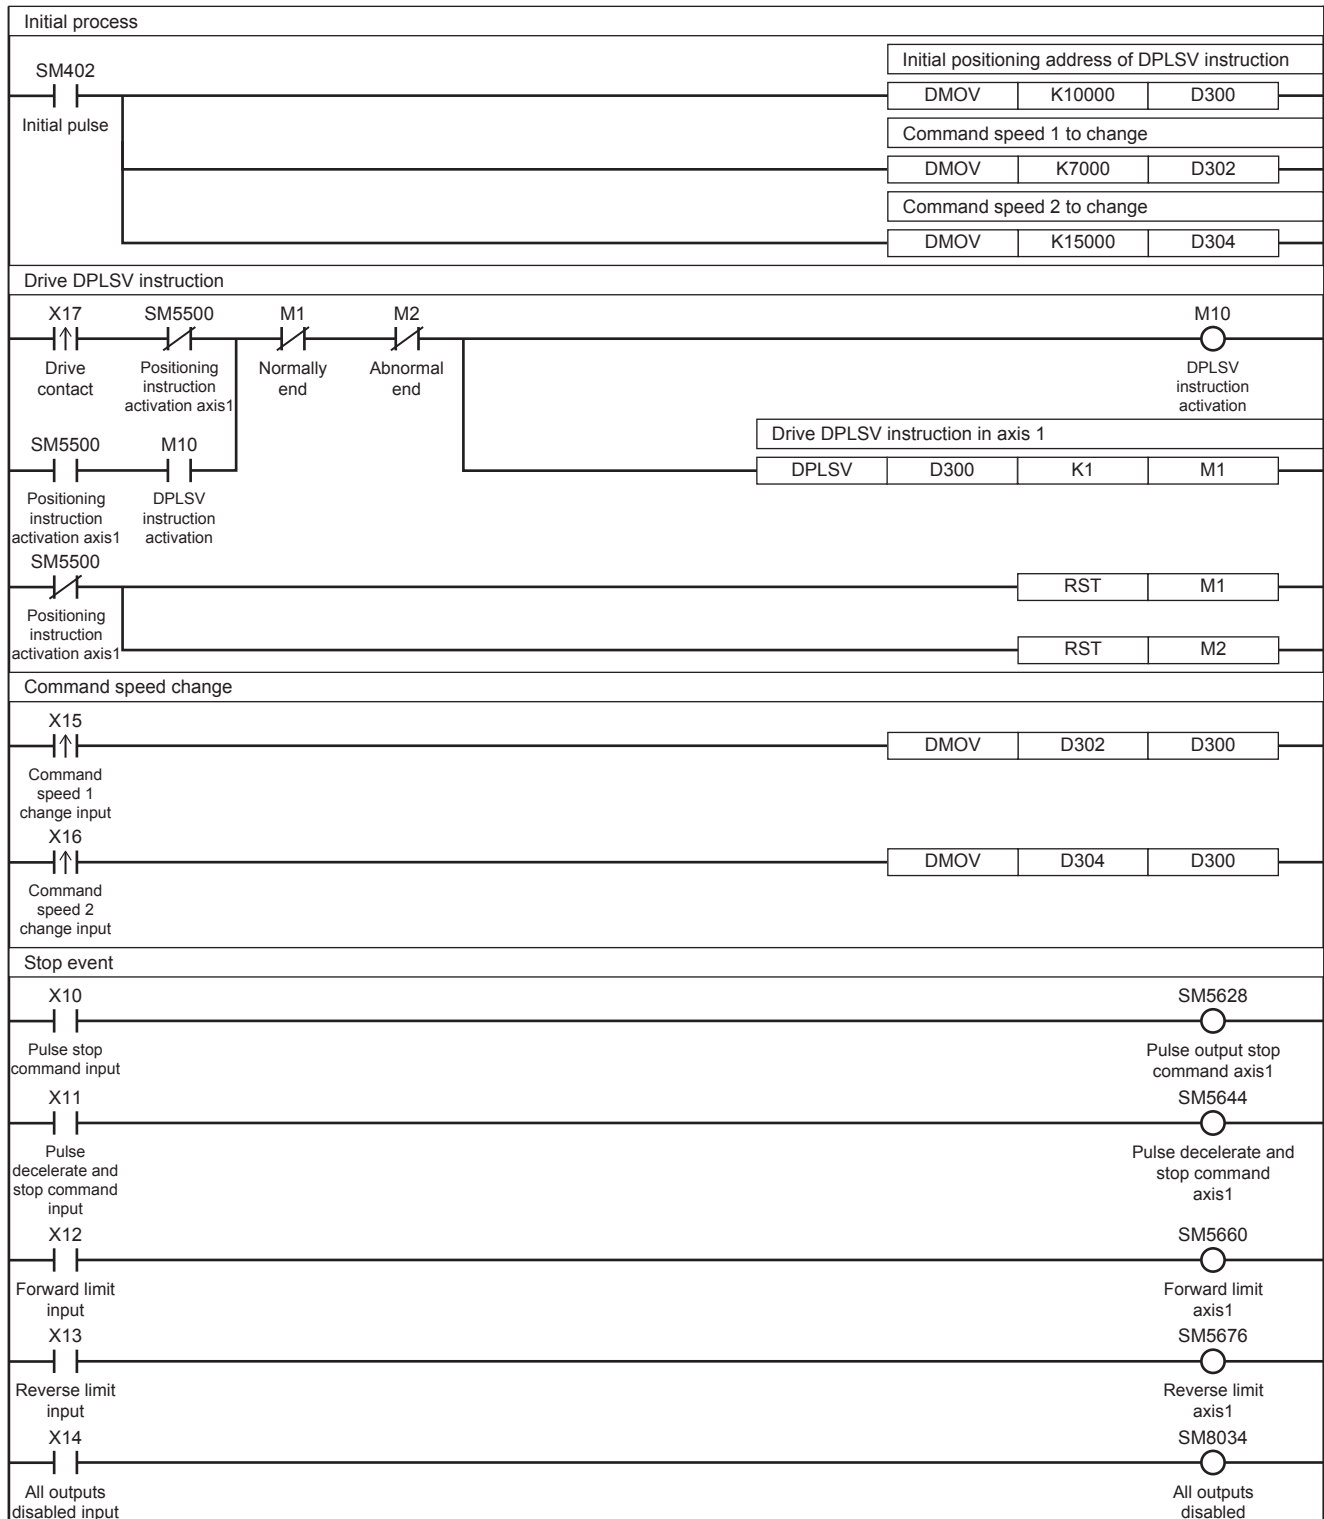 Initial process
SM402
Initial pulse
Initial positioning address of DPLSV instruction
DMOV K10000 D300
Command speed 1 to change
DMOV K7000 D302
Command speed 2 to change
DMOV K15000 D304
Drive DPLSV instruction
X17 SM5500 M1 M2 M10
Drive contact
Positioning instruction activation axis1
Normally end
Abnormal end
DPLSV instruction activation
SM5500 M10
Drive DPLSV instruction in axis 1
DPLSV D300 K1 M1
Positioning instruction activation axis1
DPLSV instruction activation
SM5500
RST M1
Positioning instruction activation axis1
RST M2
Command speed change
X15
DMOV D302 D300
Command
speed 1
change input
X16
DMOV D304 D300
Command
speed 2
change input
Stop event
X10 SM5628
Pulse stop command input
Pulse output stop command axis1
X11 SM5644
Pulse decelerate and stop command input
Pulse decelerate and stop command axis1
X12 SM5660
Forward limit input
Forward limit axis1
X13 SM5676
Reverse limit input
Reverse limit axis1
X14 SM8034
All outputs disabled input
All outputs disabled